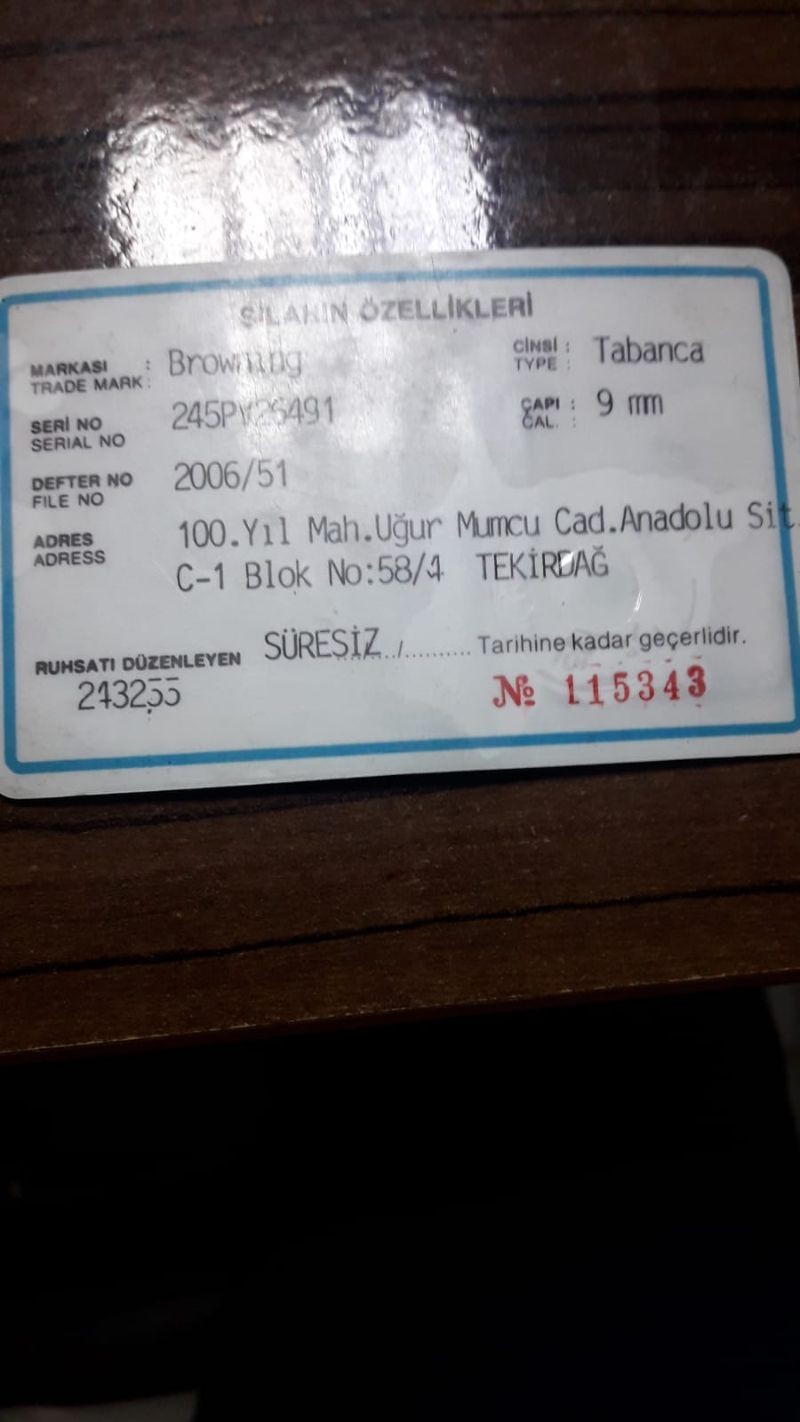 SİLAHIN ÖZELLİKLERİ
MARKASI : Browning CİNSİ : Tabanca
TRADE MARK : TYPE :
SERİ NO 245PV26491 ÇAPI : 9 mm
SERIAL NO CAL. :
DEFTER NO 2006/51
FILE NO
ADRES 100.Yıl Mah.Uğur Mumcu Cad.Anadolu Sit.
ADRESS C-1 Blok No:58/4 TEKİRDAĞ
RUHSATI DÜZENLEYEN SÜRESİZ../.......... Tarihine kadar geçerlidir.
243255 № 115343